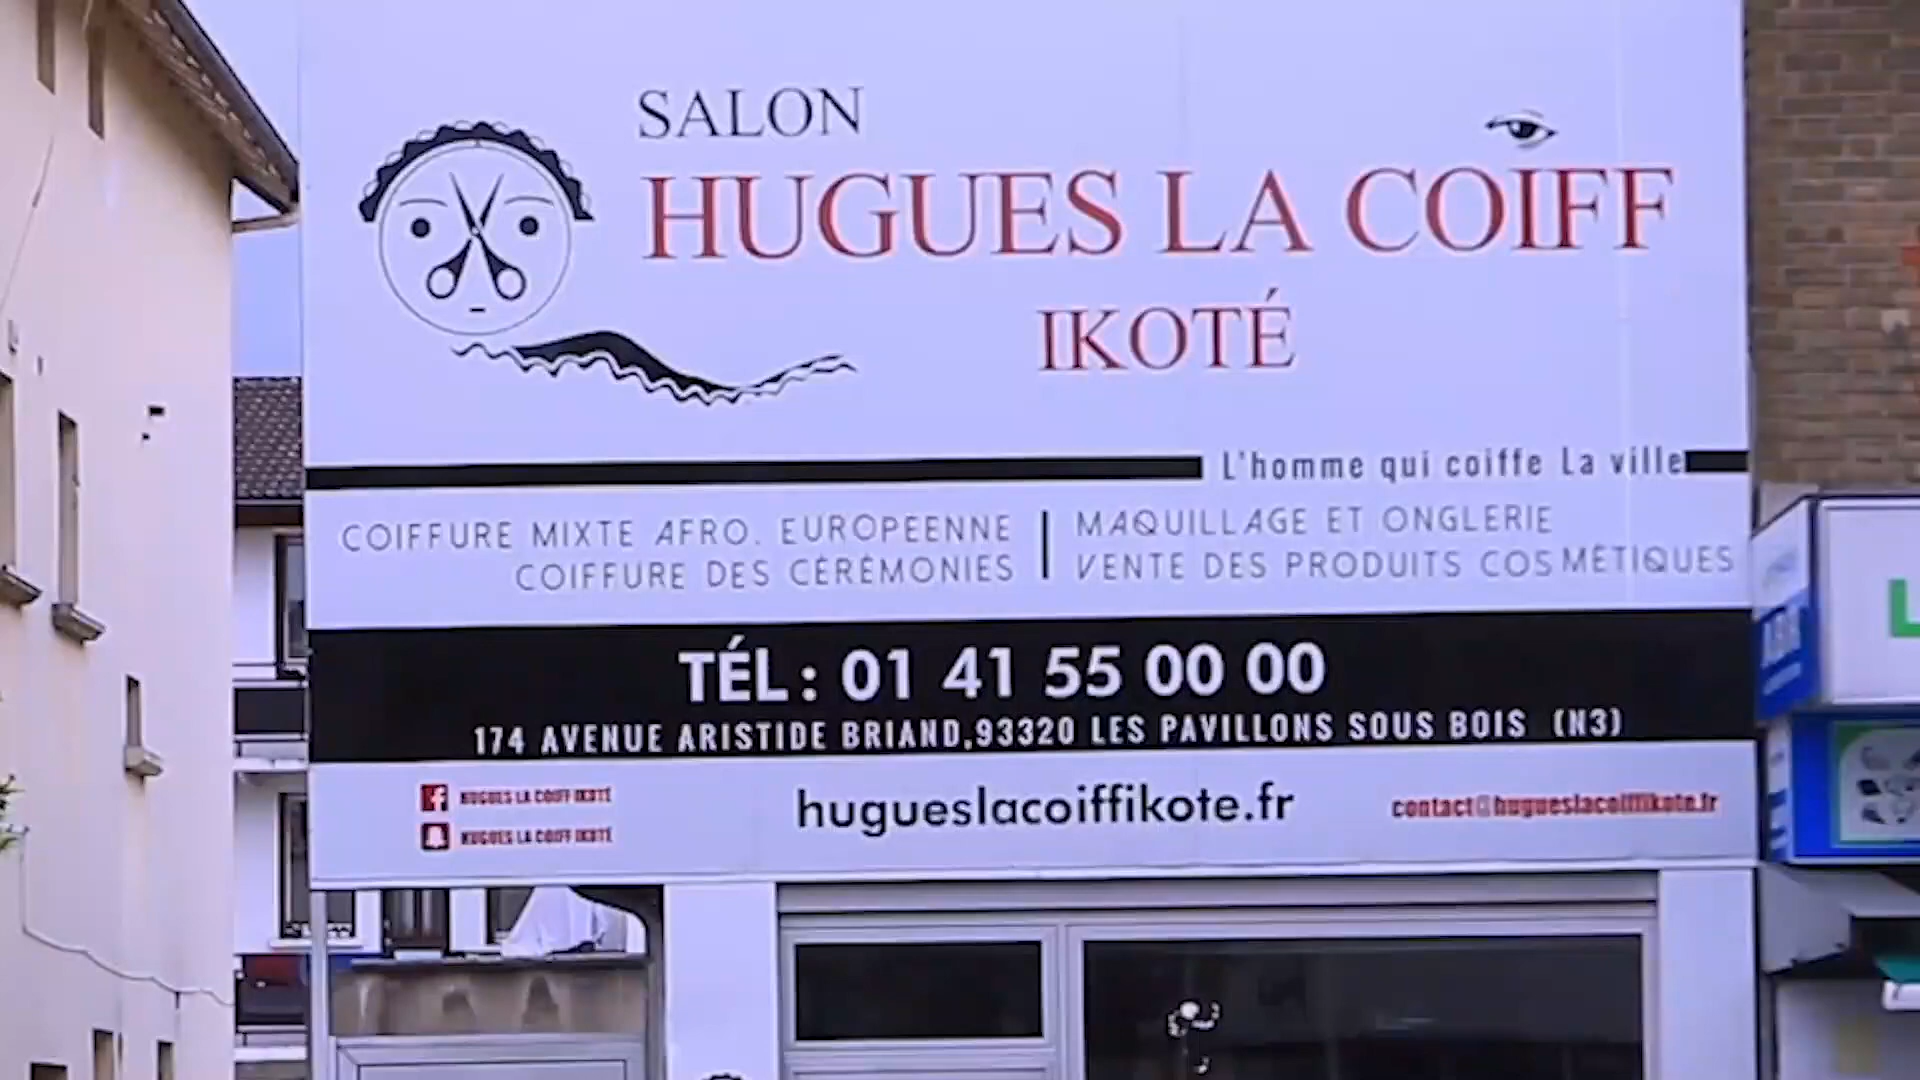 SALON
HUGUES LA COIFF
IKOTÉ
L'homme qui coiffe La ville
COIFFURE MIXTE AFRO. EUROPEENNE
COIFFURE DES CÉRÉMONIES
MAQUILLAGE ET ONGLERIE
VENTE DES PRODUITS COSMÉTIQUES
TÉL : 01 41 55 00 00
174 AVENUE ARISTIDE BRIAND.93320 LES PAVILLONS SOUS BOIS (N3)
HUGUES LA COIFF IKOTÉ
HUGUES LA COIFF IKOTÉ
hugueslacoiffikote.fr
contact@hugueslacoiffikote.fr